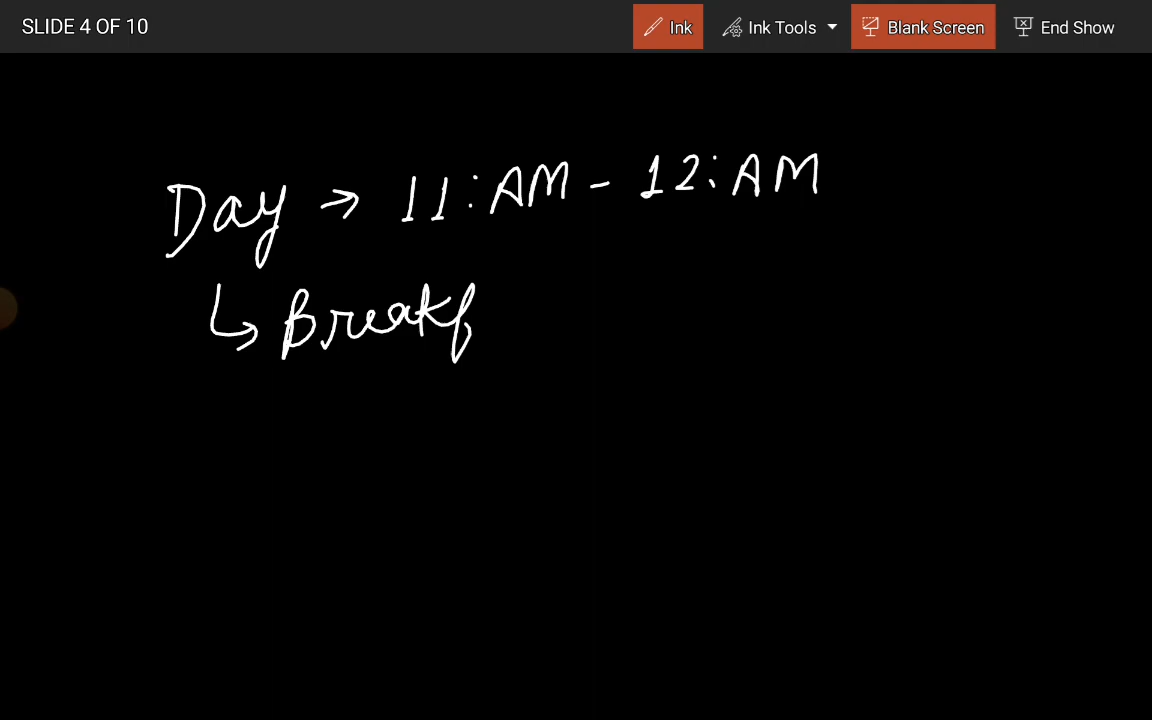 SLIDE 4 OF 10 Ink Ink Tools Blank Screen End Show
Day → 11:AM - 12:AM
↳ Breakf